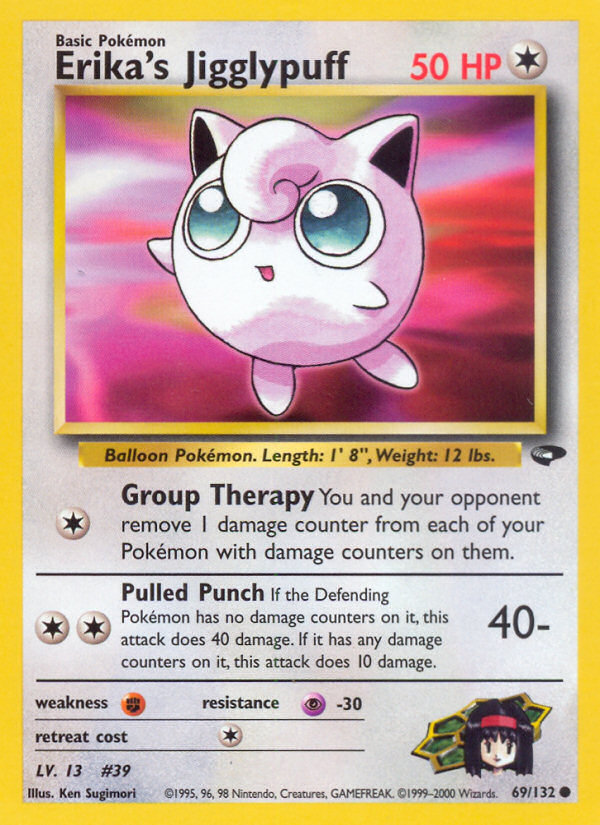 Basic Pokémon
Erika's Jigglypuff 50 HP
Balloon Pokémon. Length: 1' 8", Weight: 12 lbs.
Group Therapy You and your opponent
remove 1 damage counter from each of your
Pokémon with damage counters on them.
Pulled Punch If the Defending
Pokémon has no damage counters on it, this
attack does 40 damage. If it has any damage
counters on it, this attack does 10 damage.
40-
weakness resistance -30
retreat cost
LV. 13 #39
Illus. Ken Sugimori ©1995, 96, 98 Nintendo, Creatures, GAMEFREAK. ©1999-2000 Wizards. 69/132